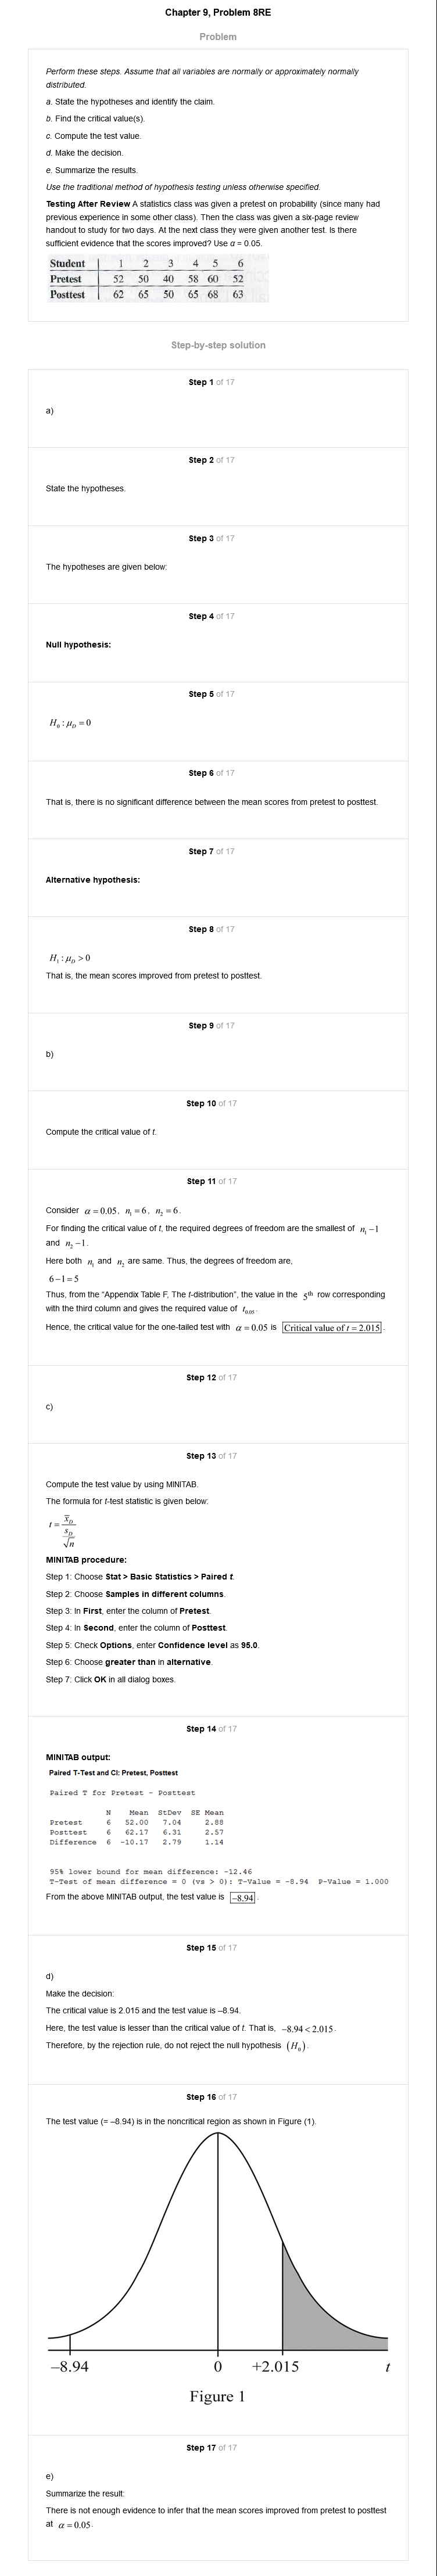 Chapter 9, Problem 8RE
Problem
Perform these steps. Assume that all variables are normally or approximately normally
distributed.
a. State the hypotheses and identify the claim.
b. Find the critical value(s).
c. Compute the test value.
d. Make the decision.
e. Summarize the results.
Use the traditional method of hypothesis testing unless otherwise specified.
Testing After Review A statistics class was given a pretest on probability (since many had
previous experience in some other class). Then the class was given a six-page review
handout to study for two days. At the next class they were given another test. Is there
sufficient evidence that the scores improved? Use α = 0.05.
Student 1 2 3 4 5 6
Pretest 52 50 40 58 60 52
Posttest 62 65 50 65 68 63
Step-by-step solution
Step 1 of 17
a)
Step 2 of 17
State the hypotheses.
Step 3 of 17
The hypotheses are given below:
Step 4 of 17
Null hypothesis:
Step 5 of 17
H₀ : μ_D = 0
Step 6 of 17
That is, there is no significant difference between the mean scores from pretest to posttest.
Step 7 of 17
Alternative hypothesis:
Step 8 of 17
H₁ : μ_D > 0
That is, the mean scores improved from pretest to posttest.
Step 9 of 17
b)
Step 10 of 17
Compute the critical value of t.
Step 11 of 17
Consider α = 0.05, n₁ = 6, n₂ = 6.
For finding the critical value of t, the required degrees of freedom are the smallest of n₁ −1
and n₂ −1.
Here both n₁ and n₂ are same. Thus, the degrees of freedom are,
6−1=5
Thus, from the "Appendix Table F, The t-distribution", the value in the 5th row corresponding
with the third column and gives the required value of t₀.₀₅.
Hence, the critical value for the one-tailed test with α = 0.05 is Critical value of t = 2.015.
Step 12 of 17
c)
Step 13 of 17
Compute the test value by using MINITAB.
The formula for t-test statistic is given below:
t = x̄_D / (s_D / √n)
MINITAB procedure:
Step 1: Choose Stat > Basic Statistics > Paired t.
Step 2: Choose Samples in different columns.
Step 3: In First, enter the column of Pretest.
Step 4: In Second, enter the column of Posttest.
Step 5: Check Options, enter Confidence level as 95.0.
Step 6: Choose greater than in alternative.
Step 7: Click OK in all dialog boxes.
Step 14 of 17
MINITAB output:
Paired T-Test and CI: Pretest, Posttest
Paired T for Pretest - Posttest
N Mean StDev SE Mean
Pretest 6 52.00 7.04 2.88
Posttest 6 62.17 6.31 2.57
Difference 6 -10.17 2.79 1.14
95% lower bound for mean difference: -12.46
T-Test of mean difference = 0 (vs > 0): T-Value = -8.94 P-Value = 1.000
From the above MINITAB output, the test value is −8.94.
Step 15 of 17
d)
Make the decision:
The critical value is 2.015 and the test value is –8.94.
Here, the test value is lesser than the critical value of t. That is, −8.94 < 2.015.
Therefore, by the rejection rule, do not reject the null hypothesis (H₀).
Step 16 of 17
The test value (= –8.94) is in the noncritical region as shown in Figure (1).
−8.94 0 +2.015 t
Figure 1
Step 17 of 17
e)
Summarize the result:
There is not enough evidence to infer that the mean scores improved from pretest to posttest
at α = 0.05.